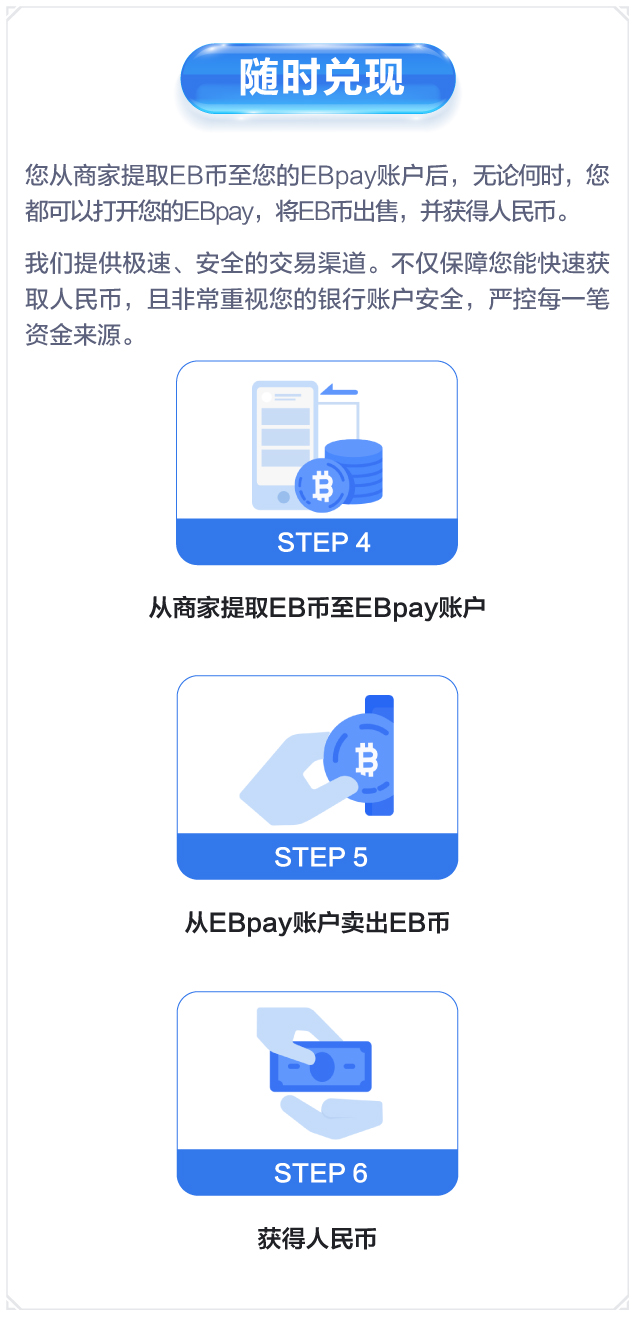 随时兑现
您从商家提取EB币至您的EBpay账户后，无论何时，您
都可以打开您的EBpay，将EB币出售，并获得人民币。
我们提供极速、安全的交易渠道。不仅保障您能快速获
取人民币，且非常重视您的银行账户安全，严控每一笔
资金来源。
STEP 4
从商家提取EB币至EBpay账户
STEP 5
从EBpay账户卖出EB币
STEP 6
获得人民币